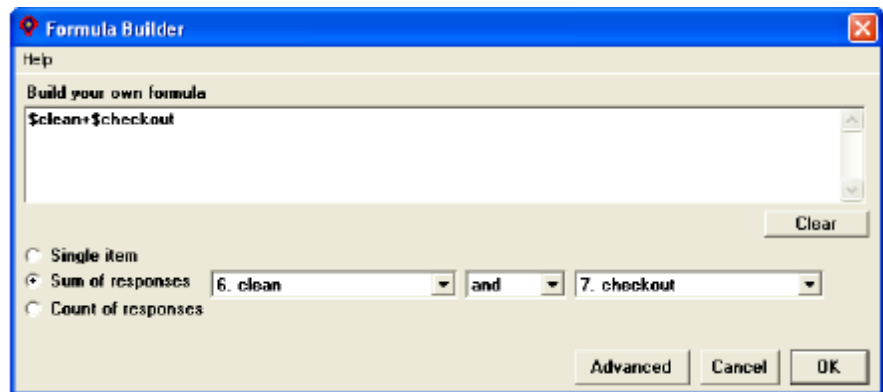 Formula Builder
Help
Build your own formula
$clean+$checkout
Clear
Single item
Sum of responses 6. clean and 7. checkout
Count of responses
Advanced Cancel OK